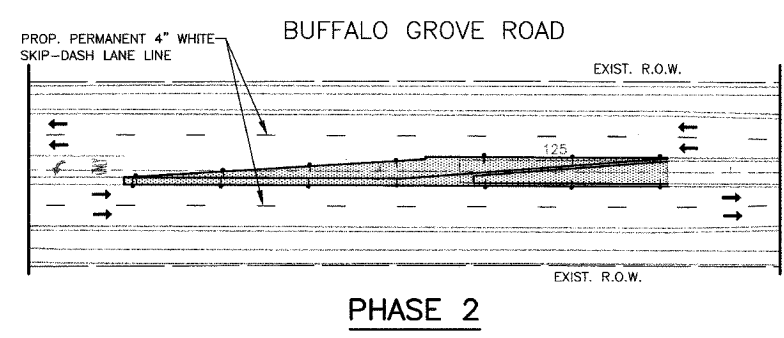 BUFFALO GROVE ROAD
PROP. PERMANENT 4" WHITE
SKIP-DASH LANE LINE
EXIST. R.O.W.
125
EXIST. R.O.W.
PHASE 2